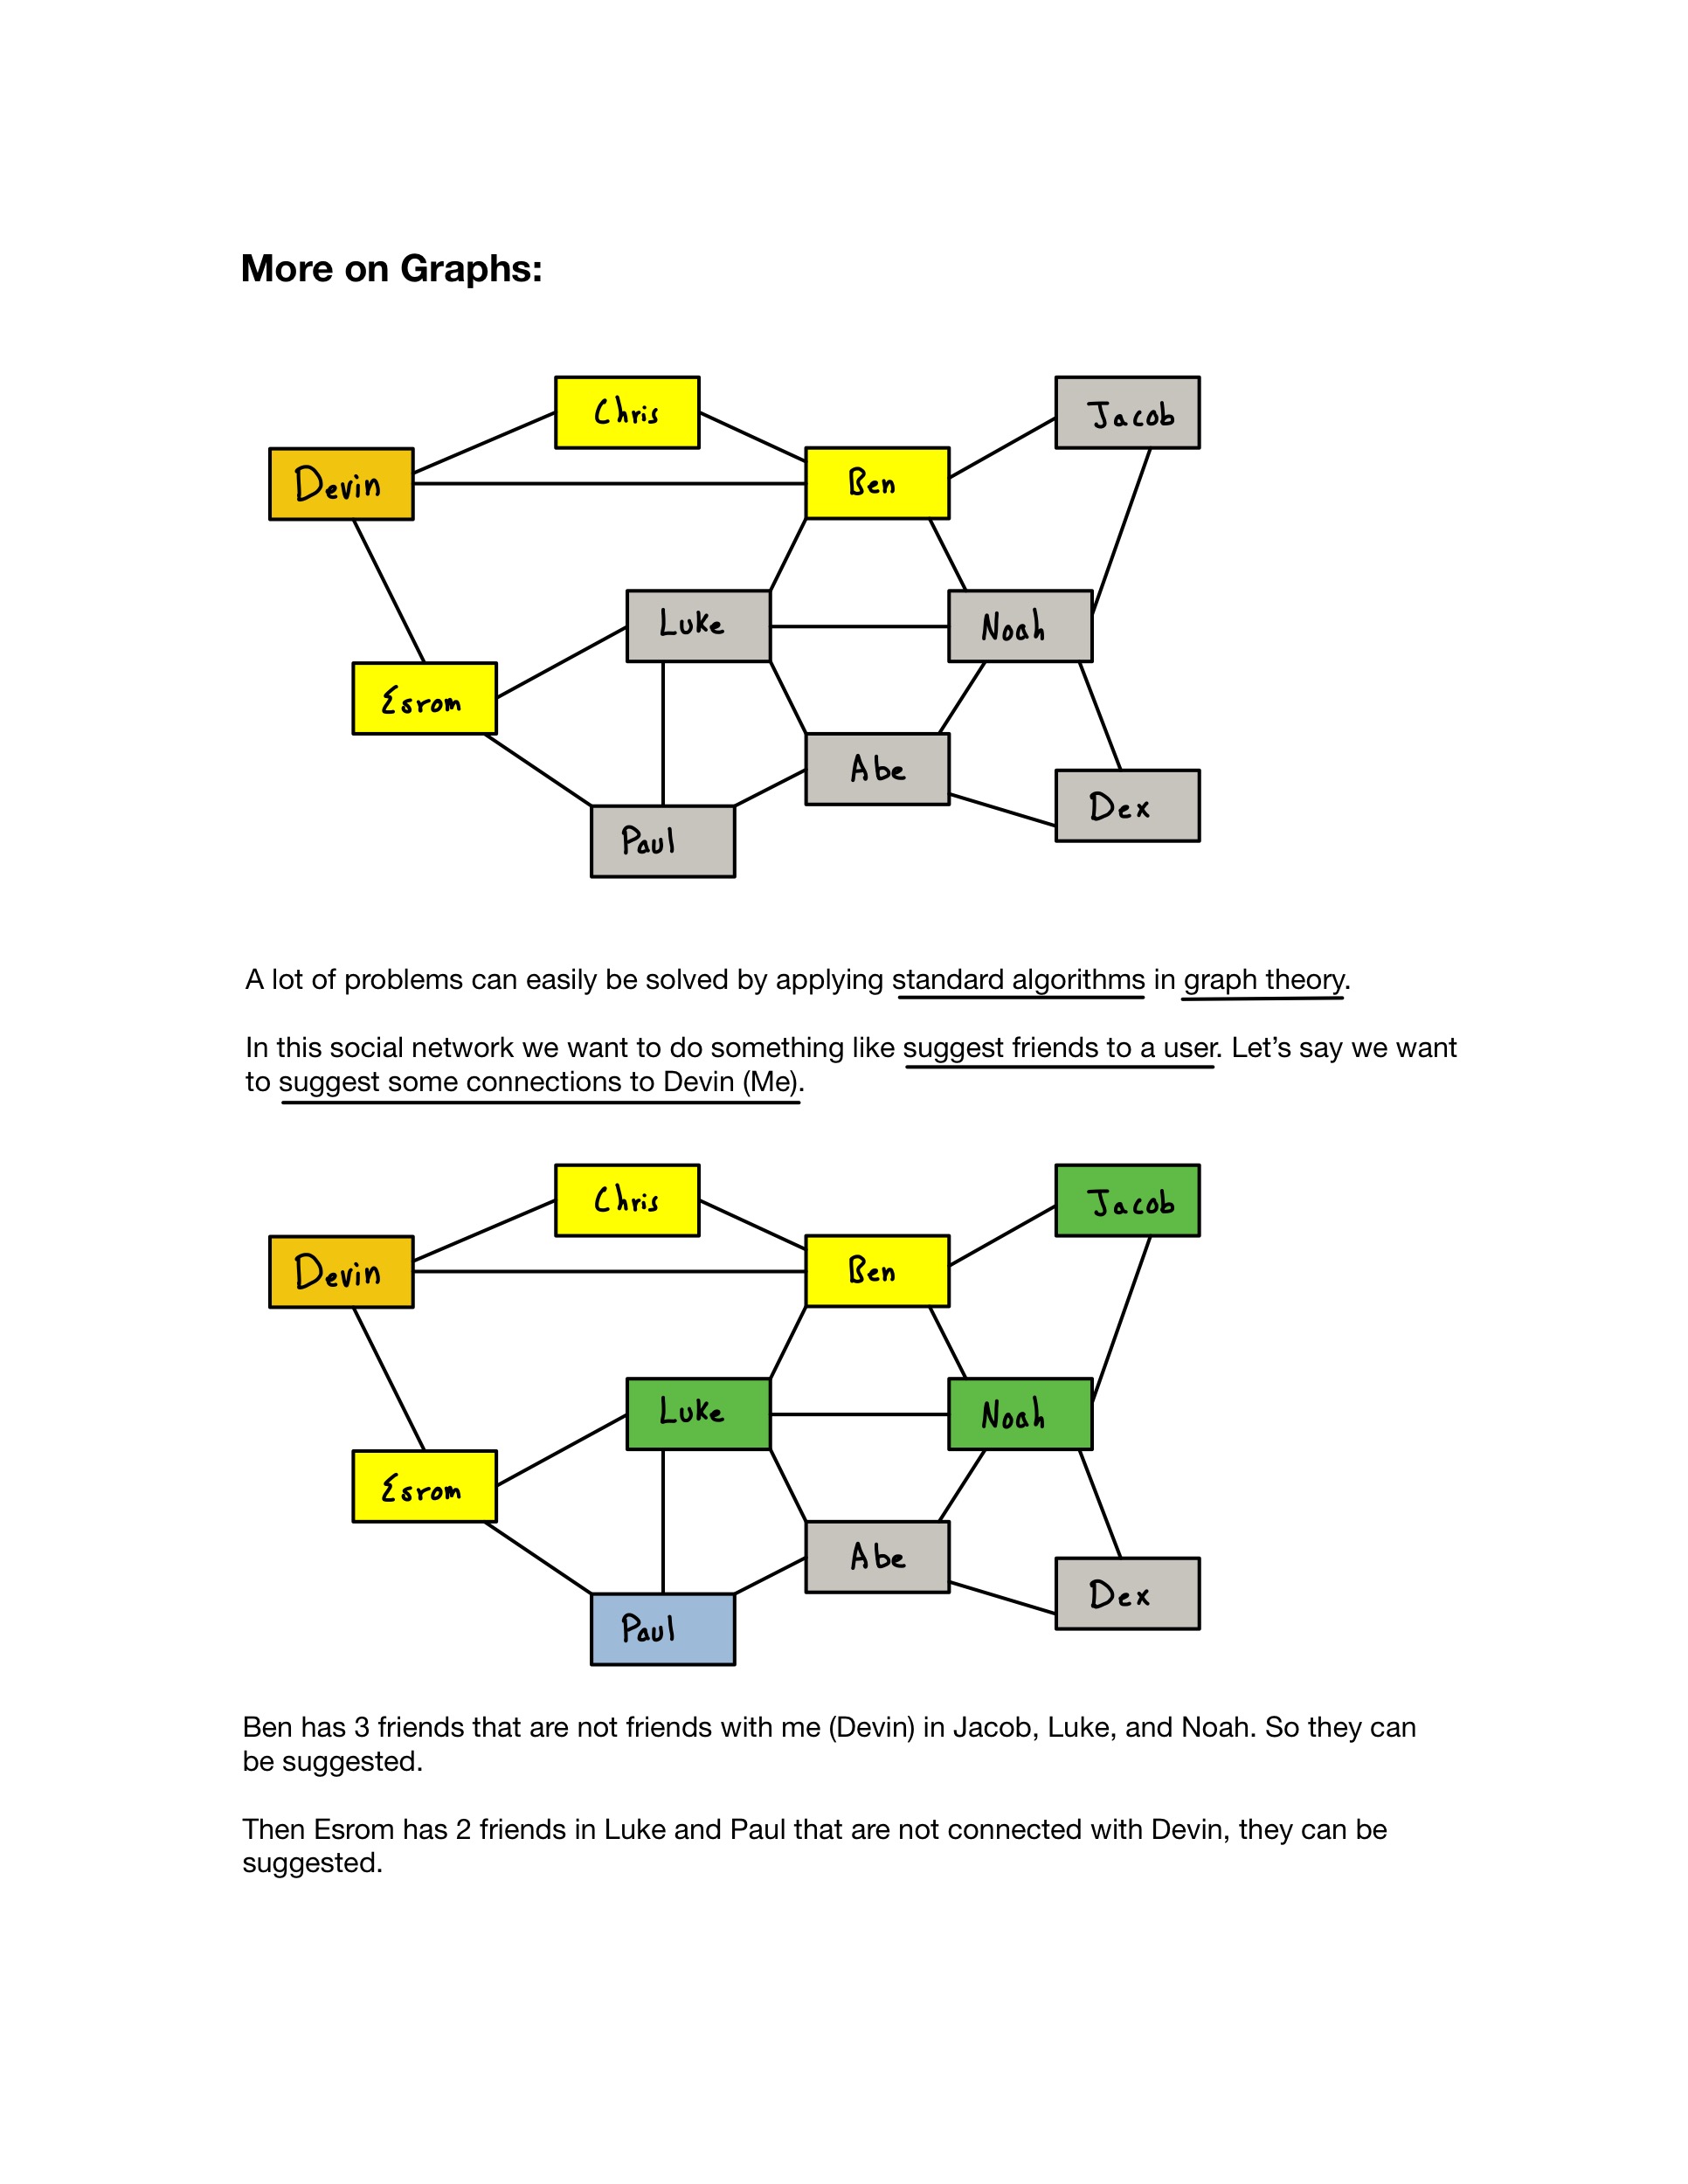 More on Graphs:
Chris
Jacob
Devin
Ben
Luke
Noah
Esrom
Abe
Dex
Paul
A lot of problems can easily be solved by applying standard algorithms in graph theory.
In this social network we want to do something like suggest friends to a user. Let’s say we want
to suggest some connections to Devin (Me).
Chris
Jacob
Devin
Ben
Luke
Noah
Esrom
Abe
Dex
Paul
Ben has 3 friends that are not friends with me (Devin) in Jacob, Luke, and Noah. So they can
be suggested.
Then Esrom has 2 friends in Luke and Paul that are not connected with Devin, they can be
suggested.